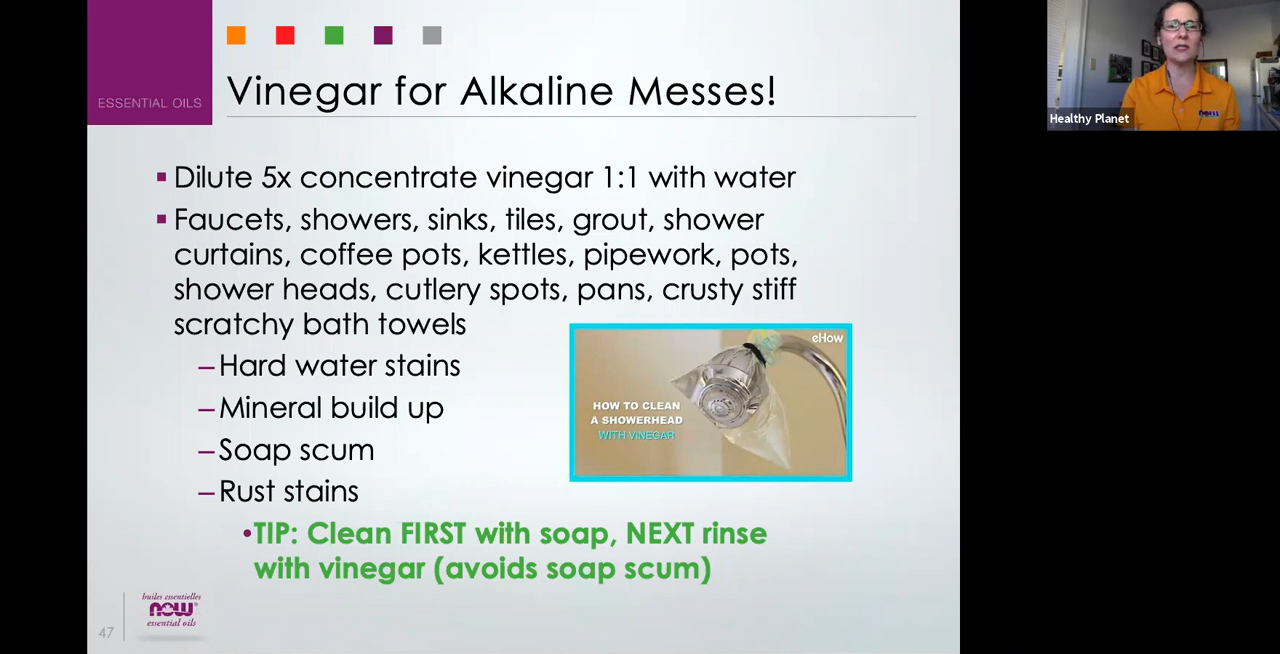 ESSENTIAL OILS
Vinegar for Alkaline Messes!
▪ Dilute 5x concentrate vinegar 1:1 with water
▪ Faucets, showers, sinks, tiles, grout, shower
curtains, coffee pots, kettles, pipework, pots,
shower heads, cutlery spots, pans, crusty stiff
scratchy bath towels
–Hard water stains
–Mineral build up
–Soap scum
–Rust stains
•TIP: Clean FIRST with soap, NEXT rinse
with vinegar (avoids soap scum)
eHow
HOW TO CLEAN
A SHOWERHEAD
WITH VINEGAR
47
huiles essentielles
now®
essential oils
Healthy Planet
now